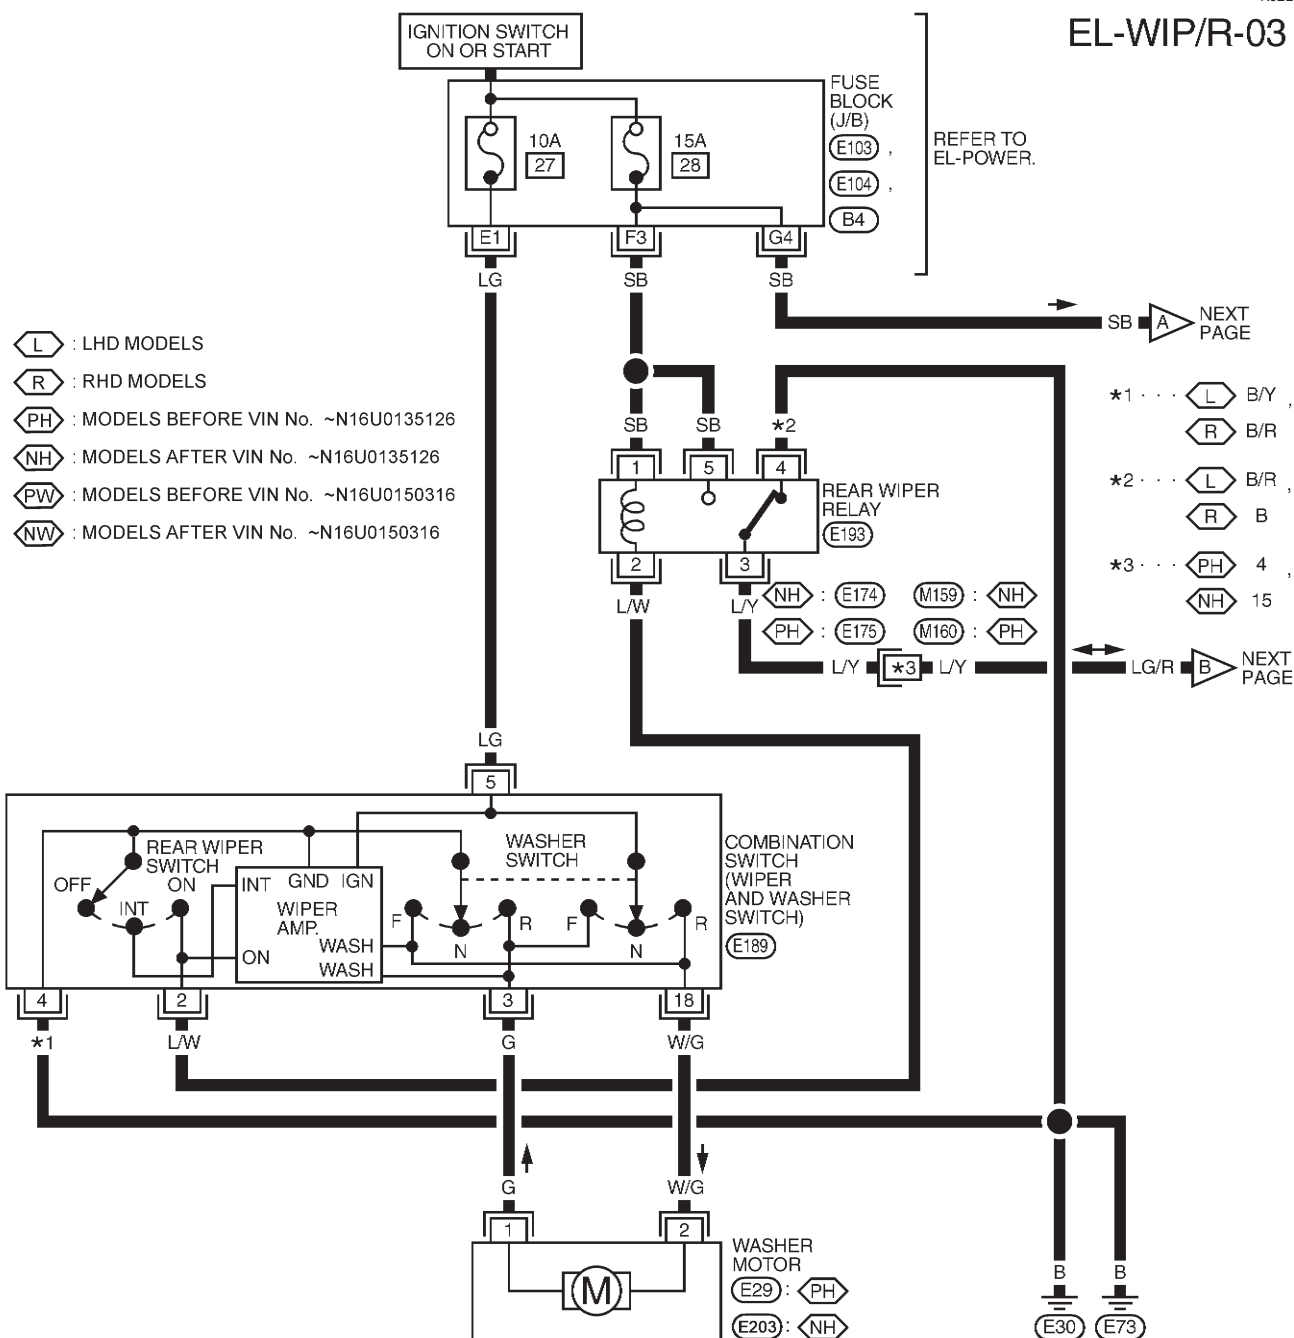 EL-WIP/R-03
IGNITION SWITCH
ON OR START
FUSE
BLOCK
(J/B)
E103 ,
E104 ,
B4
REFER TO
EL-POWER.
10A
27
15A
28
E1
F3
G4
LG
SB
SB
SB
A
NEXT
PAGE
L : LHD MODELS
R : RHD MODELS
PH : MODELS BEFORE VIN No. ~N16U0135126
NH : MODELS AFTER VIN No. ~N16U0135126
PW : MODELS BEFORE VIN No. ~N16U0150316
NW : MODELS AFTER VIN No. ~N16U0150316
★1 · · · L B/Y ,
R B/R
★2 · · · L B/R ,
R B
★3 · · · PH 4 ,
NH 15
SB
SB
★2
1
5
4
REAR WIPER
RELAY
E193
2
3
L/W
L/Y
NH : E174 M159 : NH
PH : E175 M160 : PH
L/Y
★3
L/Y
LG/R
B
NEXT
PAGE
LG
5
REAR WIPER
SWITCH
OFF
INT
ON
INT
GND
IGN
WIPER
AMP.
WASH
ON
WASH
WASHER
SWITCH
F
N
R
F
N
R
COMBINATION
SWITCH
(WIPER
AND WASHER
SWITCH)
E189
4
2
3
18
★1
L/W
G
W/G
G
W/G
1
2
WASHER
MOTOR
E29 : PH
E203 : NH
M
B
B
E30
E73